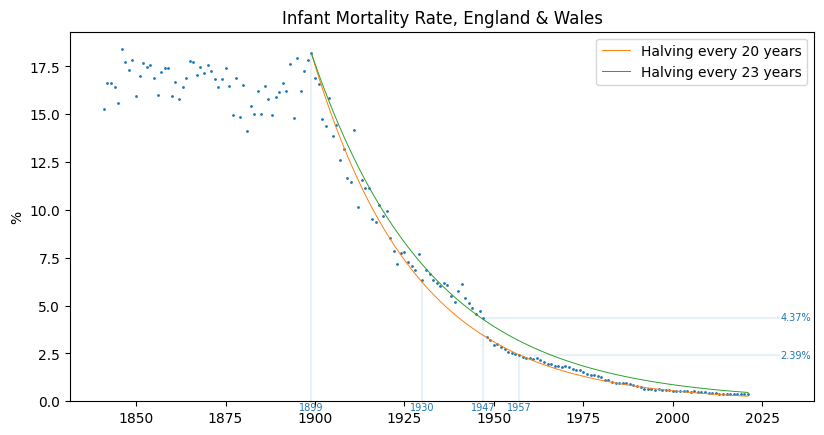 Infant Mortality Rate, England & Wales
Halving every 20 years
Halving every 23 years
%
17.5
15.0
12.5
10.0
7.5
5.0
2.5
0.0
4.37%
2.39%
1899 1930 1947 1957
1850 1875 1900 1925 1950 1975 2000 2025